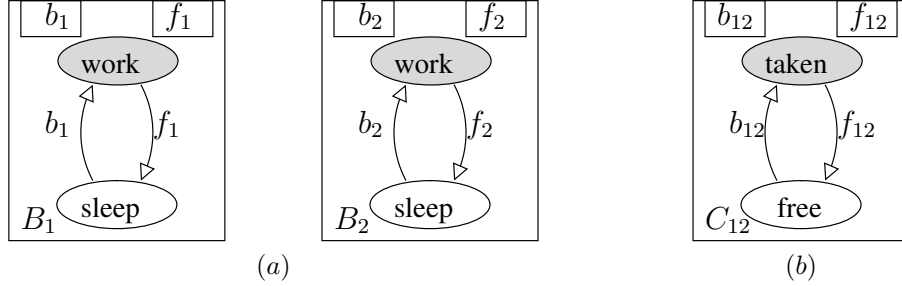 b₁ f₁ b₂ f₂ b₁₂ f₁₂
work work taken
b₁ f₁ b₂ f₂ b₁₂ f₁₂
sleep sleep free
B₁ B₂ C₁₂
(a) (b)